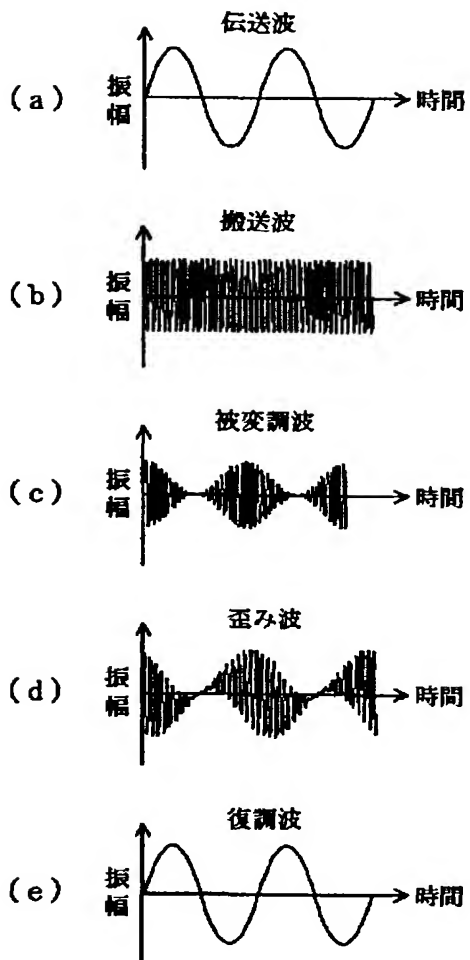 伝送波
(a) 振幅 時間
搬送波
(b) 振幅 時間
被変調波
(c) 振幅 時間
歪み波
(d) 振幅 時間
復調波
(e) 振幅 時間